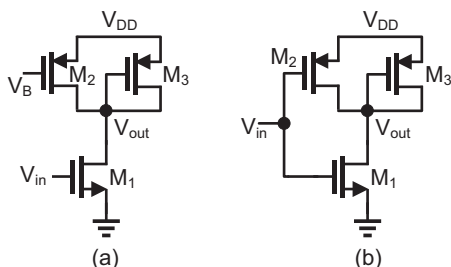 V_DD
M_2
M_3
V_B
V_out
V_in
M_1
(a)
V_DD
M_2
M_3
V_in
V_out
M_1
(b)